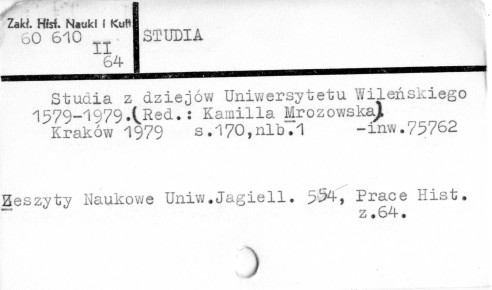 Zakł. Hist. Nauki i Kult
60 610
II
64
STUDIA
Studia z dziejów Uniwersytetu Wileńskiego
1579-1979.(Red.: Kamilla Mrozowska).
Kraków 1979 s.170,nlb.1 -inw.75762
Zeszyty Naukowe Uniw.Jagiell. 554, Prace Hist.
z.64.